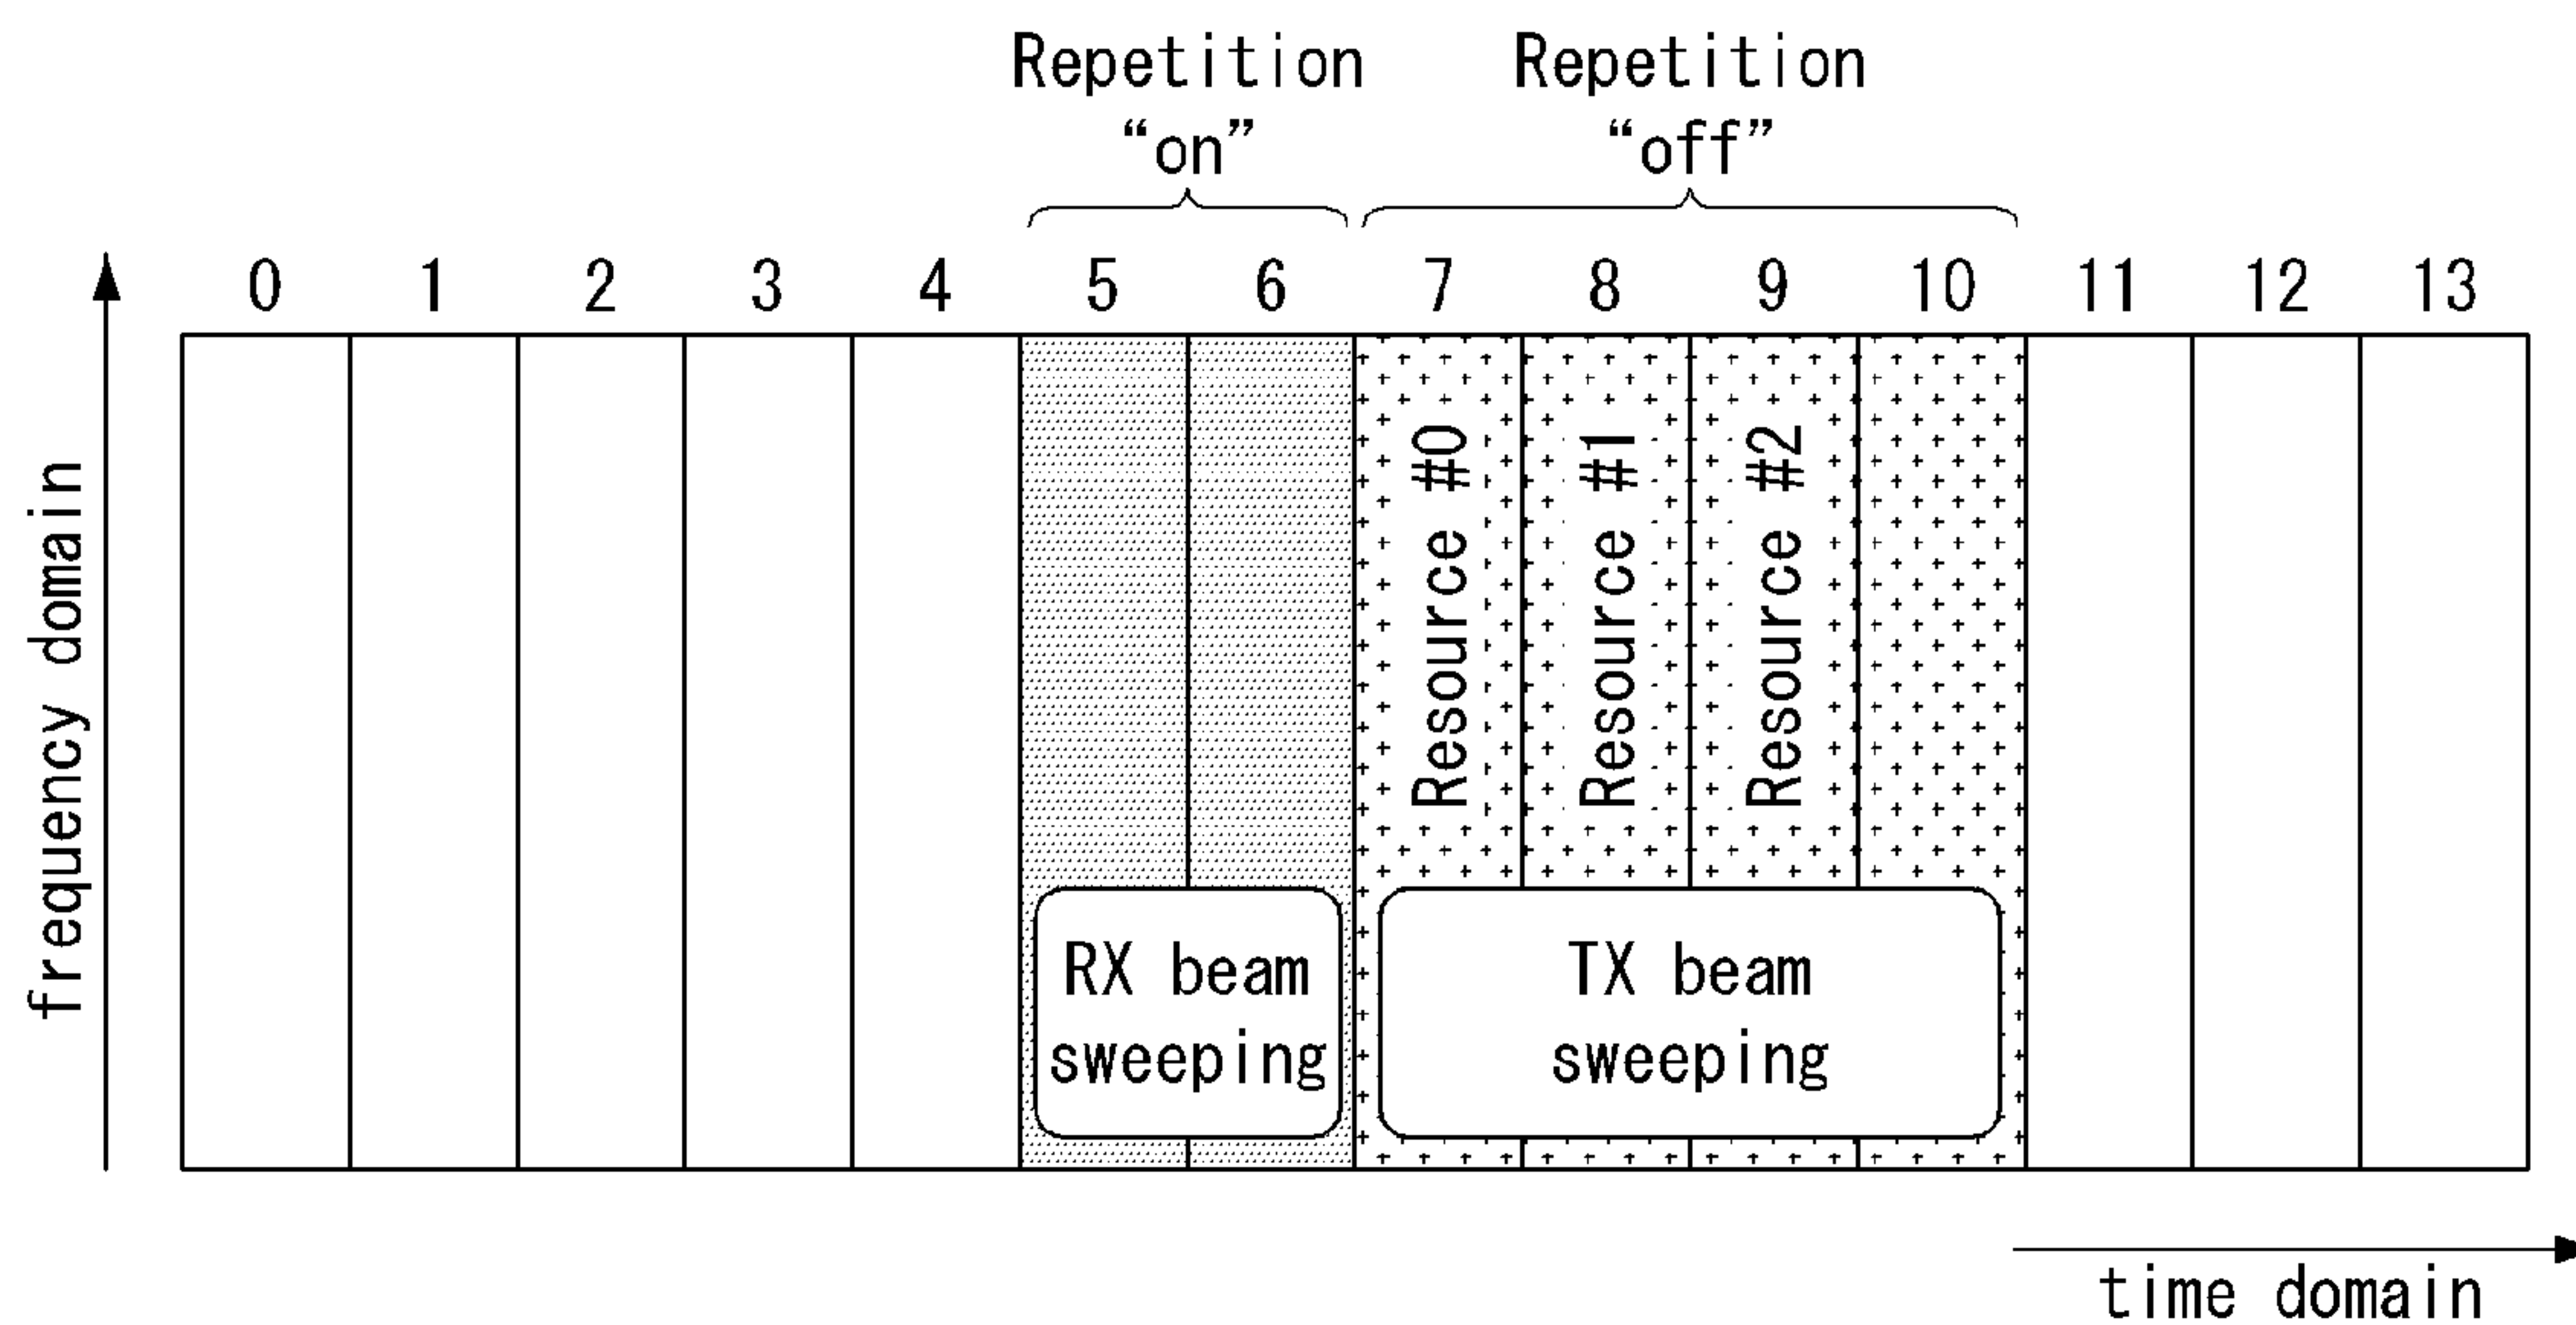 Repetition
“on”
Repetition
“off”
0 1 2 3 4 5 6 7 8 9 10 11 12 13
frequency domain
Resource #0
Resource #1
Resource #2
RX beam
sweeping
TX beam
sweeping
time domain